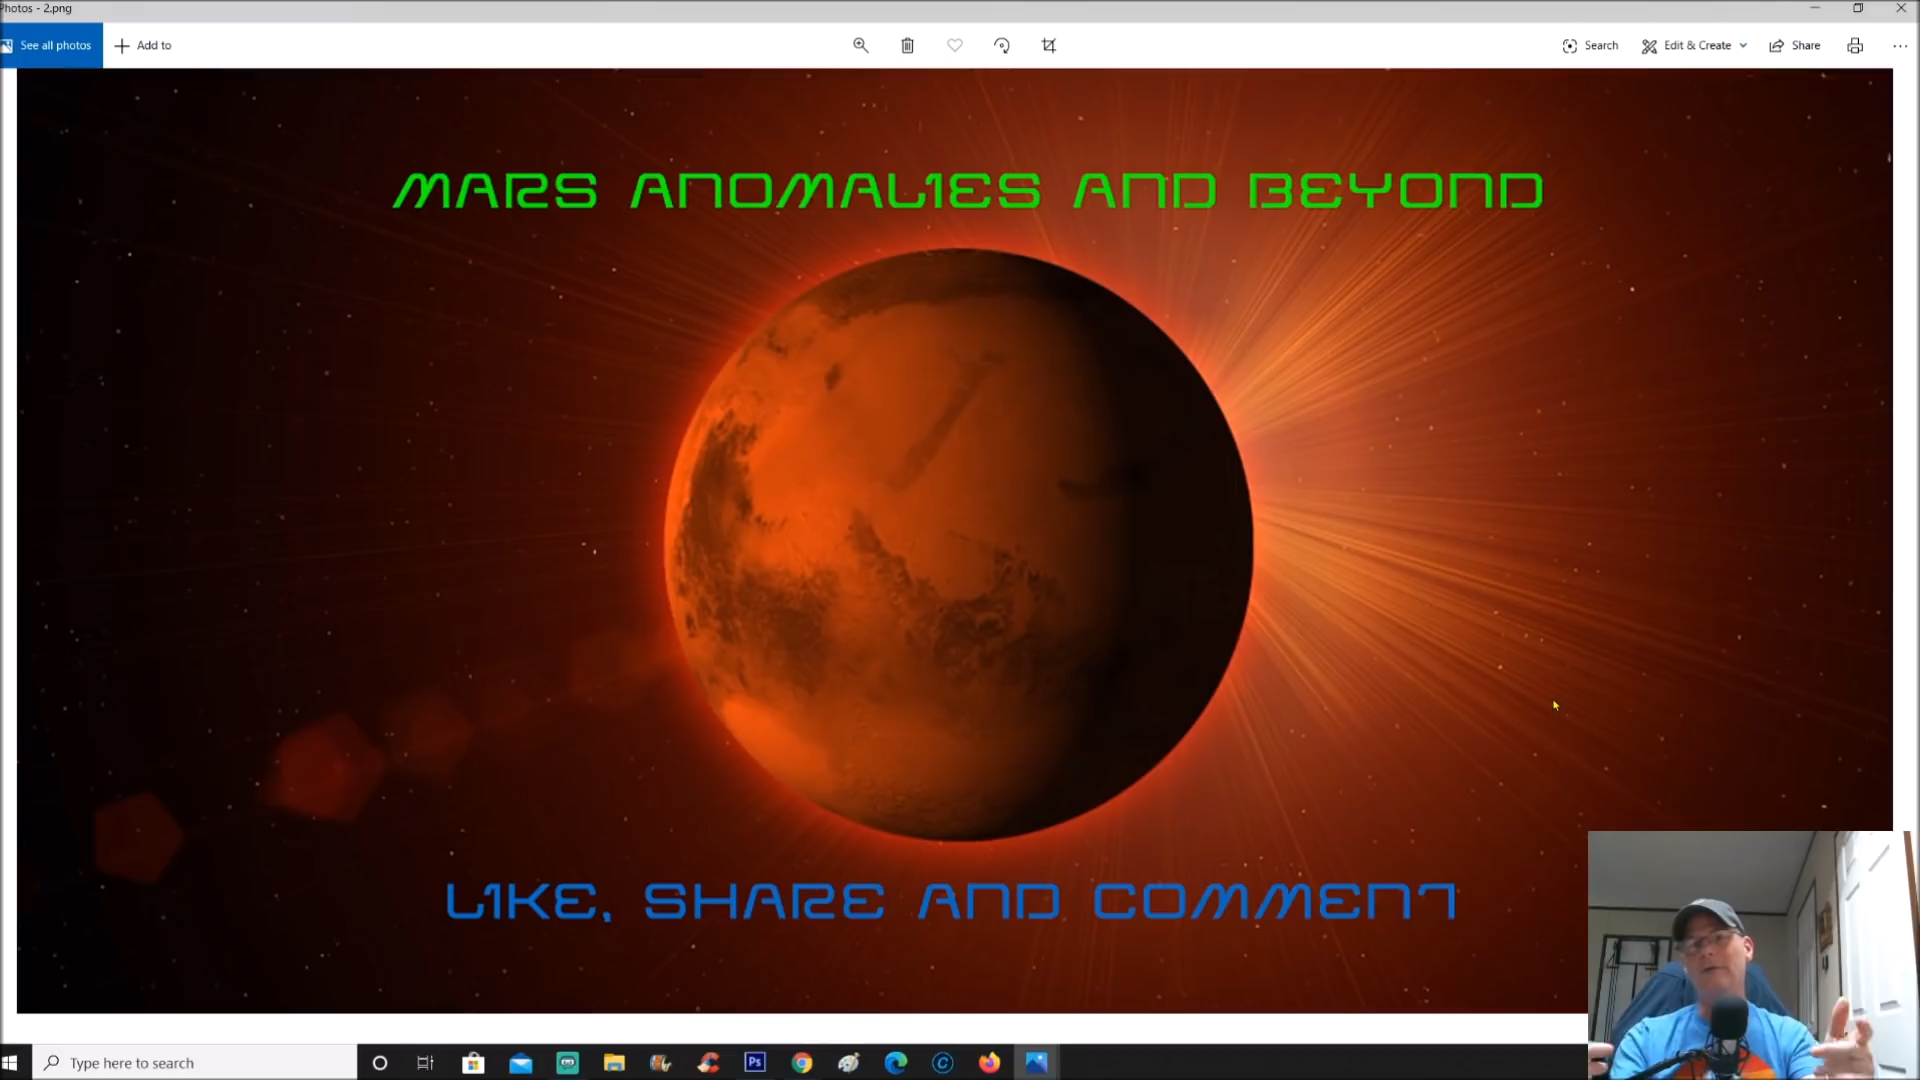 Photos - 2.png
See all photos
Add to
Search
Edit & Create
Share
MARS ANOMALIES AND BEYOND
LIKE, SHARE AND COMMENT
Type here to search
Ps